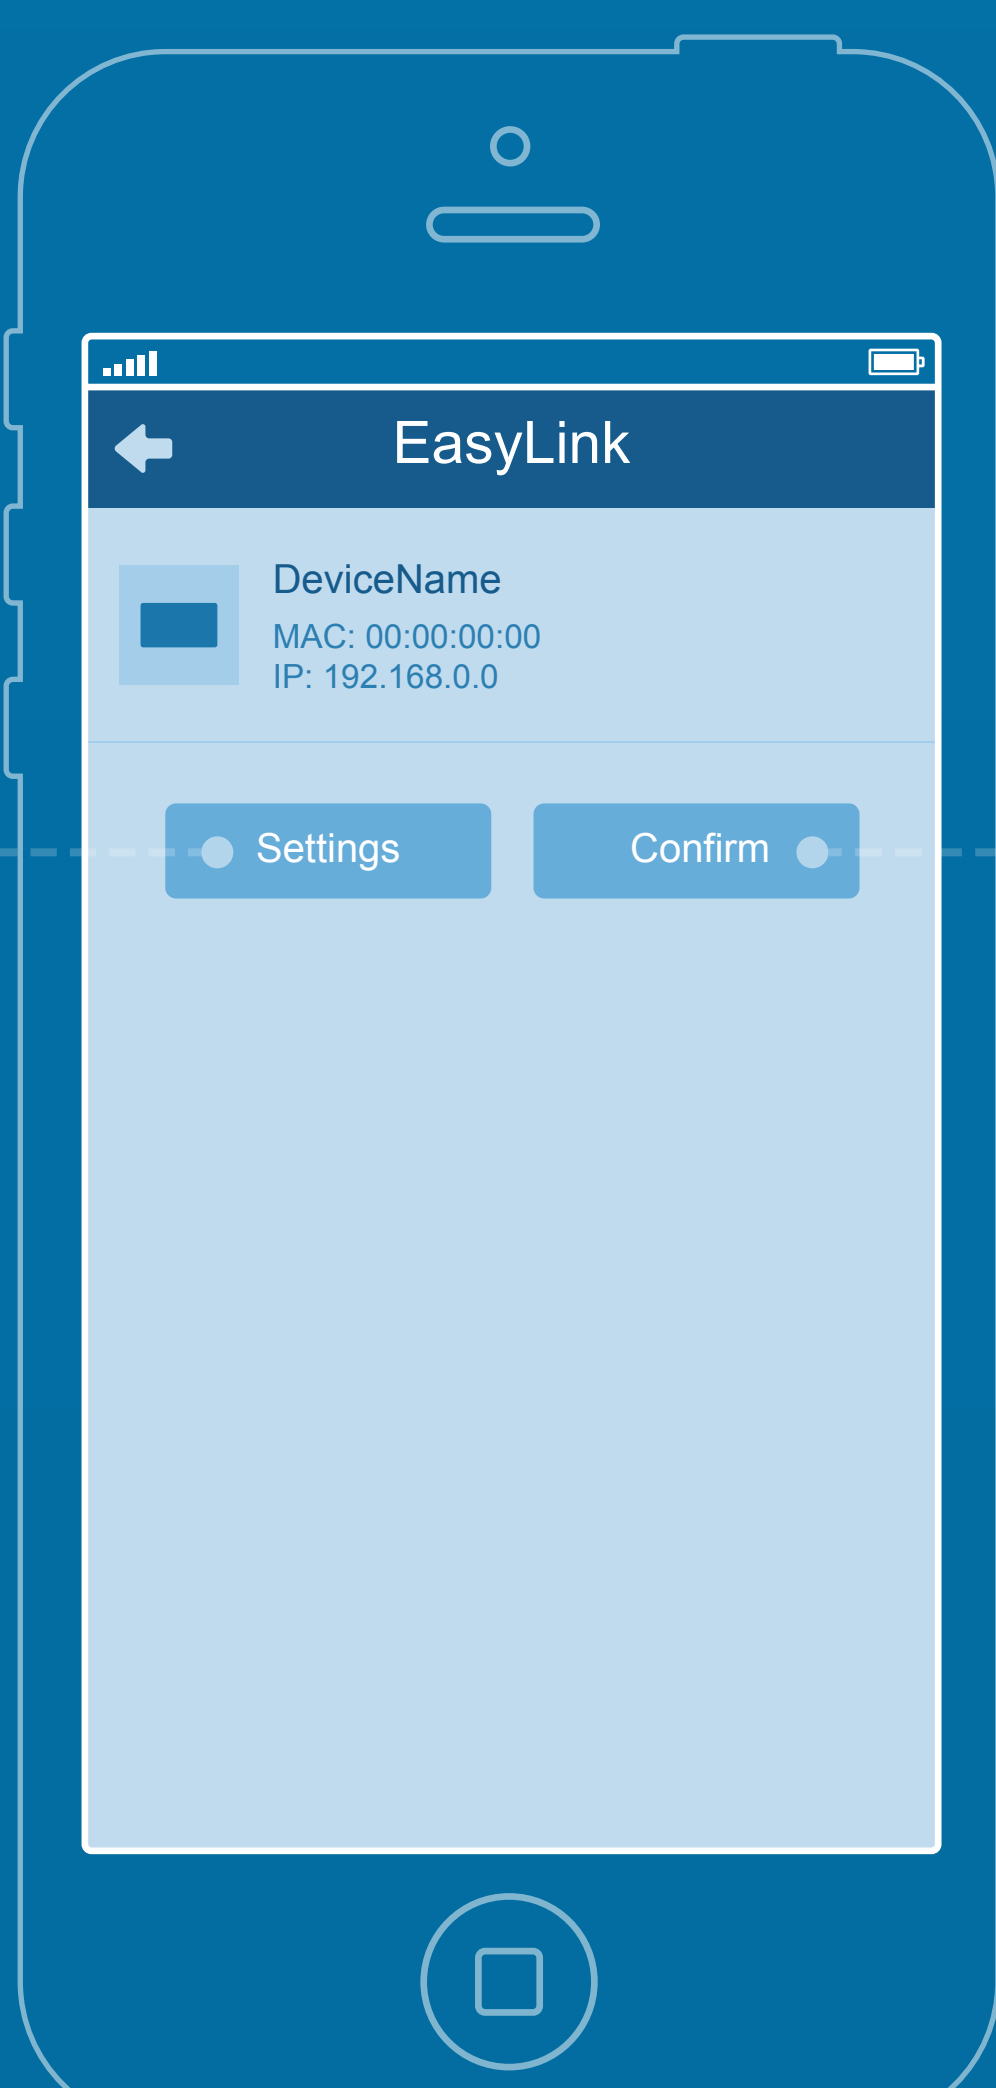 EasyLink
DeviceName
MAC: 00:00:00:00
IP: 192.168.0.0
Settings
Confirm